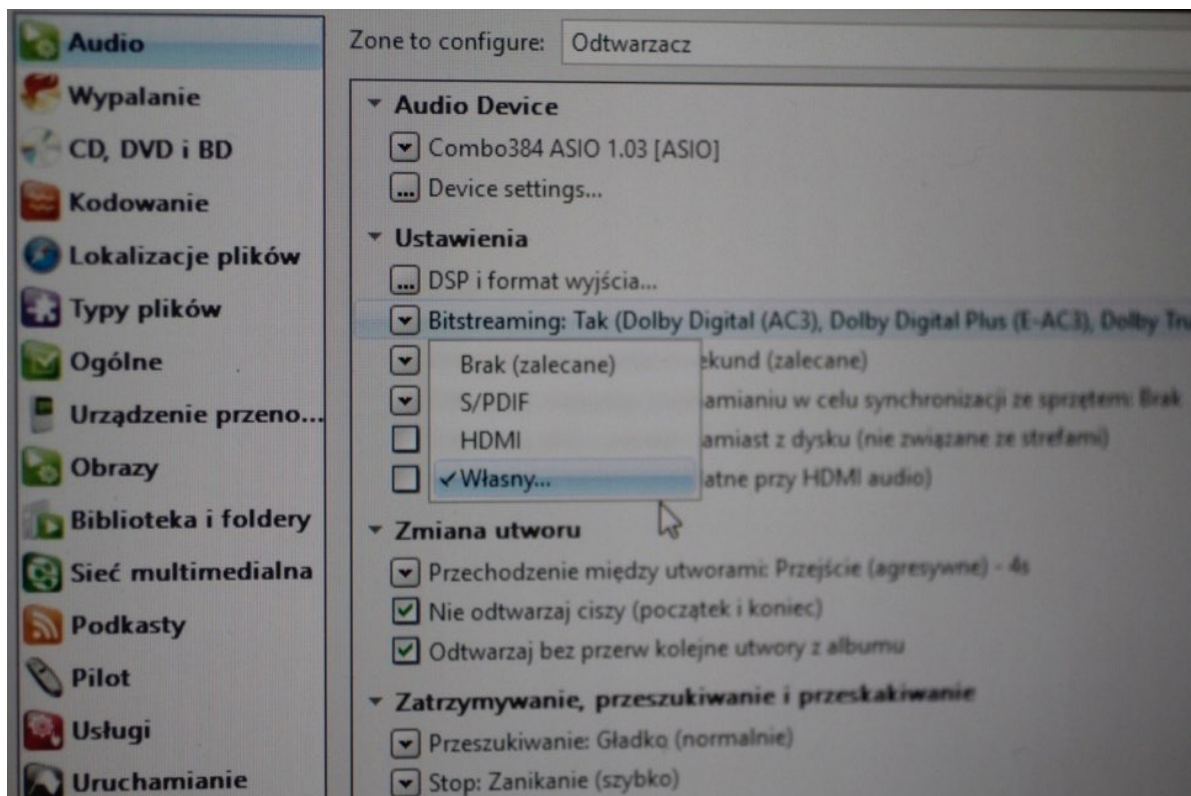 Audio
Wypalanie
CD, DVD i BD
Kodowanie
Lokalizacje plików
Typy plików
Ogólne
Urządzenie przeno...
Obrazy
Biblioteka i foldery
Sieć multimedialna
Podkasty
Pilot
Usługi
Uruchamianie
Zone to configure: Odtwarzacz
Audio Device
Combo384 ASIO 1.03 [ASIO]
Device settings...
Ustawienia
DSP i format wyjścia...
Bitstreaming: Tak (Dolby Digital (AC3), Dolby Digital Plus (E-AC3), Dolby Tru
Brak (zalecane)
S/PDIF
HDMI
Własny...
ekund (zalecane)
amianiu w celu synchronizacji ze sprzętem: Brak
amiast z dysku (nie związane ze strefami)
atne przy HDMI audio)
Zmiana utworu
Przechodzenie między utworami: Przejście (agresywne) - 4s
Nie odtwarzaj ciszy (początek i koniec)
Odtwarzaj bez przerw kolejne utwory z albumu
Zatrzymywanie, przeszukiwanie i przeskakiwanie
Przeszukiwanie: Gładko (normalnie)
Stop: Zanikanie (szybko)